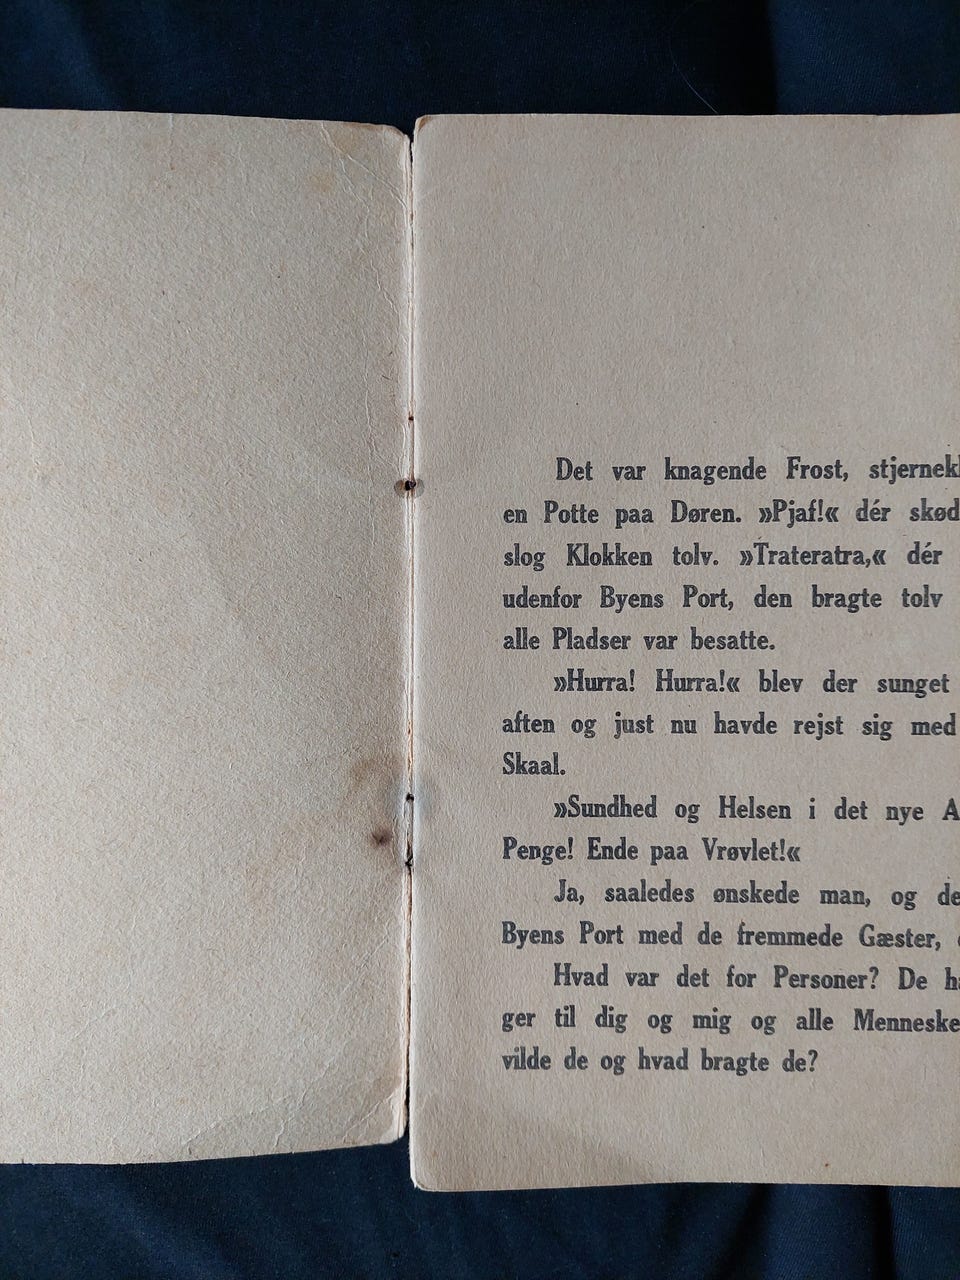 Det var knagende Frost, stjernekl
en Potte paa Døren. »Pjaf!« dér skød
slog Klokken tolv. »Trateratra,« dér
udenfor Byens Port, den bragte tolv
alle Pladser var besatte.
»Hurra! Hurra!« blev der sunget
aften og just nu havde rejst sig med
Skaal.
»Sundhed og Helsen i det nye A
Penge! Ende paa Vrøvlet!«
Ja, saaledes ønskede man, og de
Byens Port med de fremmede Gæster,
Hvad var det for Personer? De ha
ger til dig og mig og alle Menneske
vilde de og hvad bragte de?